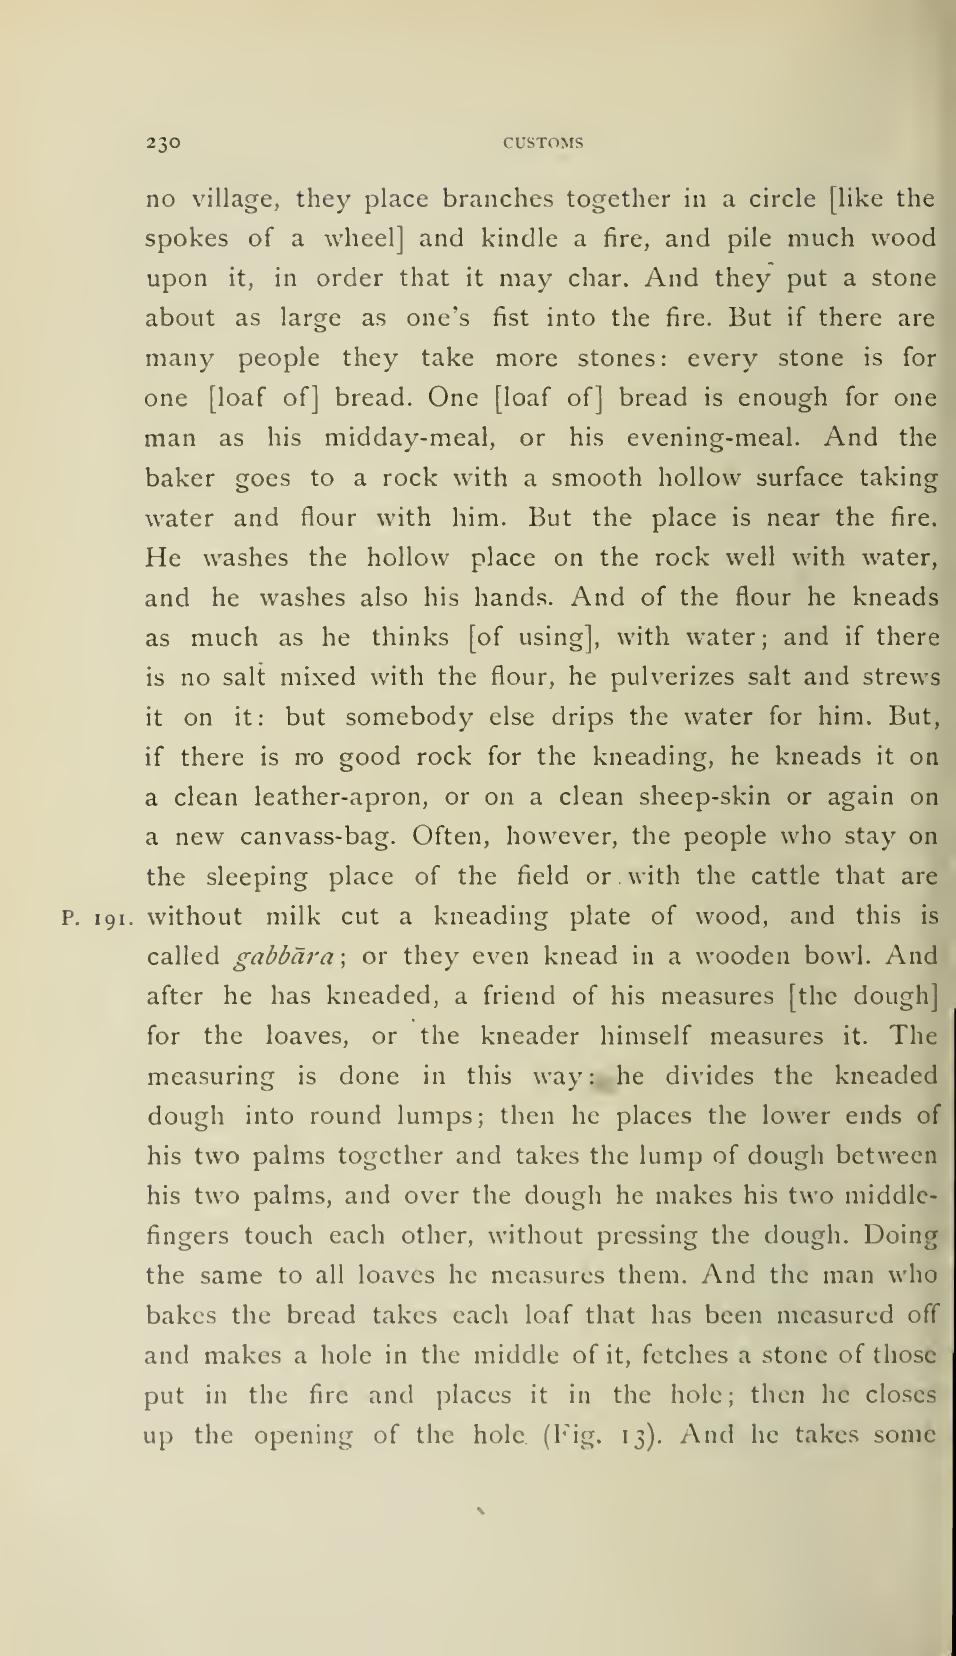 230 CUSTOMS
no village, they place branches together in a circle [like the
spokes of a wheel] and kindle a fire, and pile much wood
upon it, in order that it may char. And they put a stone
about as large as one's fist into the fire. But if there are
many people they take more stones: every stone is for
one [loaf of] bread. One [loaf of] bread is enough for one
man as his midday-meal, or his evening-meal. And the
baker goes to a rock with a smooth hollow surface taking
water and flour with him. But the place is near the fire.
He washes the hollow place on the rock well with water,
and he washes also his hands. And of the flour he kneads
as much as he thinks [of using], with water; and if there
is no salt mixed with the flour, he pulverizes salt and strews
it on it: but somebody else drips the water for him. But,
if there is no good rock for the kneading, he kneads it on
a clean leather-apron, or on a clean sheep-skin or again on
a new canvass-bag. Often, however, the people who stay on
the sleeping place of the field or with the cattle that are
P. 191. without milk cut a kneading plate of wood, and this is
called gabbāra; or they even knead in a wooden bowl. And
after he has kneaded, a friend of his measures [the dough]
for the loaves, or the kneader himself measures it. The
measuring is done in this way: he divides the kneaded
dough into round lumps; then he places the lower ends of
his two palms together and takes the lump of dough between
his two palms, and over the dough he makes his two middle-
fingers touch each other, without pressing the dough. Doing
the same to all loaves he measures them. And the man who
bakes the bread takes each loaf that has been measured off
and makes a hole in the middle of it, fetches a stone of those
put in the fire and places it in the hole; then he closes
up the opening of the hole (Fig. 13). And he takes some